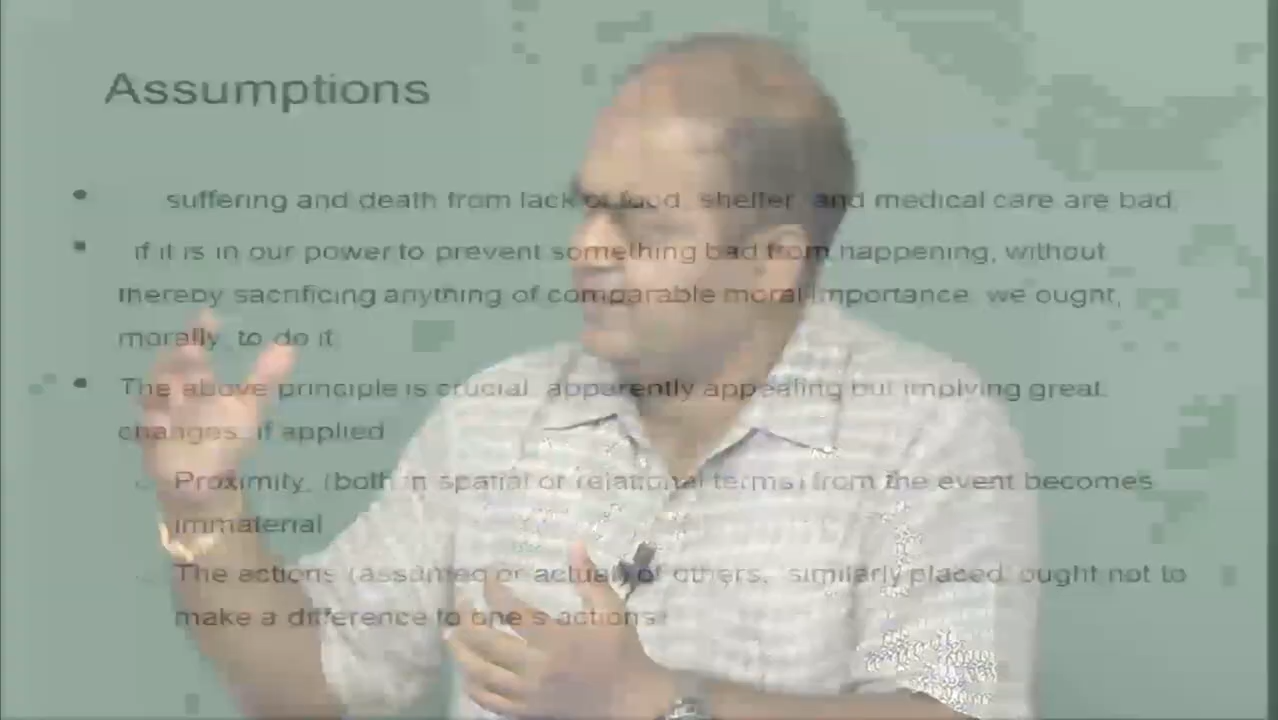 Assumptions
• suffering and death from lack of food, shelter, and medical care are bad.
▪ if it is in our power to prevent something bad from happening, without
thereby sacrificing anything of comparable moral importance, we ought,
morally, to do it.
• The above principle is crucial, apparently appealing but implying great
changes, if applied
Proximity, (both in spatial or relational terms) from the event becomes
immaterial
The actions (assumed or actual) of others, similarly placed, ought not to
make a difference to one's actions